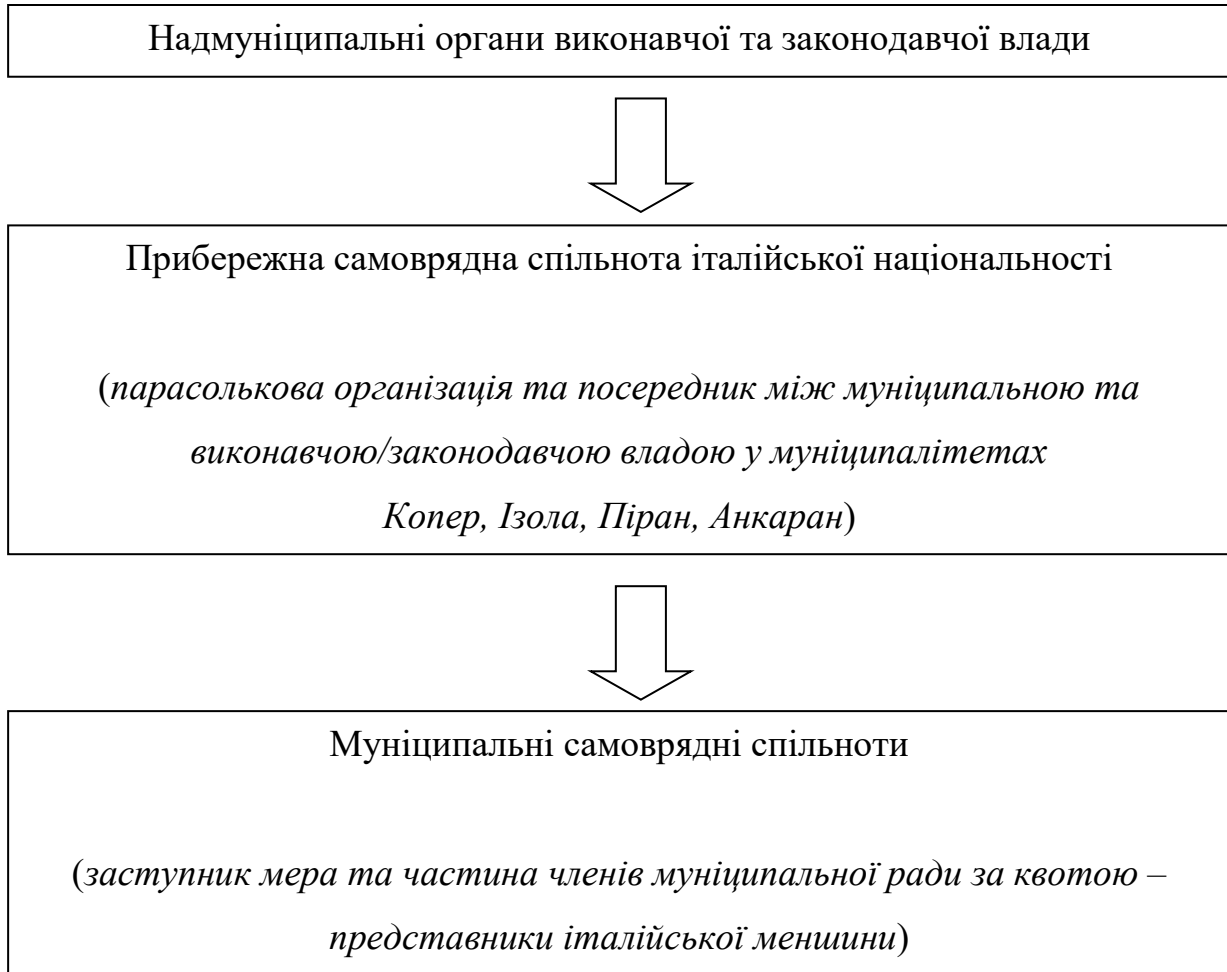 Надмуніципальні органи виконавчої та законодавчої влади
Прибережна самоврядна спільнота італійської національності
(парасолькова організація та посередник між муніципальною та
виконавчою/законодавчою владою у муніципалітетах
Копер, Ізола, Піран, Анкаран)
Муніципальні самоврядні спільноти
(заступник мера та частина членів муніципальної ради за квотою –
представники італійської меншини)